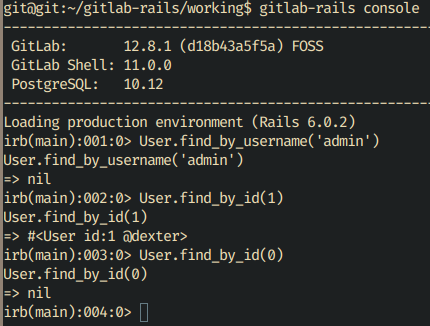 git@git:~/gitlab-rails/working$ gitlab-rails console
--------------------------------------------------------------------------------
 GitLab:       12.8.1 (d18b43a5f5a) FOSS
 GitLab Shell: 11.0.0
 PostgreSQL:   10.12
--------------------------------------------------------------------------------
Loading production environment (Rails 6.0.2)
irb(main):001:0> User.find_by_username('admin')
User.find_by_username('admin')
=> nil
irb(main):002:0> User.find_by_id(1)
User.find_by_id(1)
=> #<User id:1 @dexter>
irb(main):003:0> User.find_by_id(0)
User.find_by_id(0)
=> nil
irb(main):004:0>